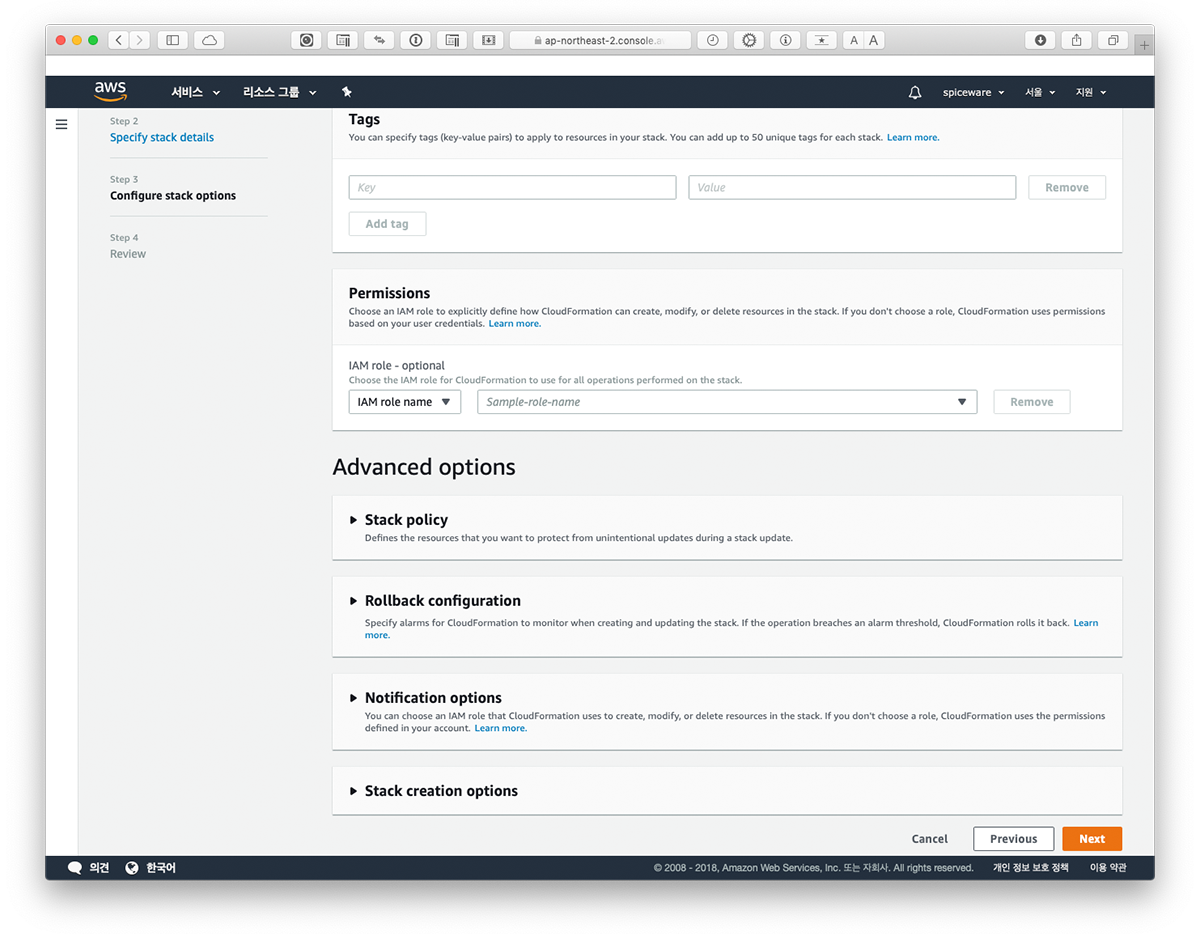 ap-northeast-2.console.a
A A
aws 서비스 리소스 그룹 spiceware 서울 지원
Step 2
Specify stack details
Step 3
Configure stack options
Step 4
Review
Tags
You can specify tags (key-value pairs) to apply to resources in your stack. You can add up to 50 unique tags for each stack. Learn more.
Key Value Remove
Add tag
Permissions
Choose an IAM role to explicitly define how CloudFormation can create, modify, or delete resources in the stack. If you don't choose a role, CloudFormation uses permissions
based on your user credentials. Learn more.
IAM role - optional
Choose the IAM role for CloudFormation to use for all operations performed on the stack.
IAM role name Sample-role-name Remove
Advanced options
Stack policy
Defines the resources that you want to protect from unintentional updates during a stack update.
Rollback configuration
Specify alarms for CloudFormation to monitor when creating and updating the stack. If the operation breaches an alarm threshold, CloudFormation rolls it back. Learn
more.
Notification options
You can choose an IAM role that CloudFormation uses to create, modify, or delete resources in the stack. If you don't choose a role, CloudFormation uses the permissions
defined in your account. Learn more.
Stack creation options
Cancel Previous Next
의견 한국어 © 2008 - 2018, Amazon Web Services, Inc. 또는 자회사. All rights reserved. 개인 정보 보호 정책 이용 약관